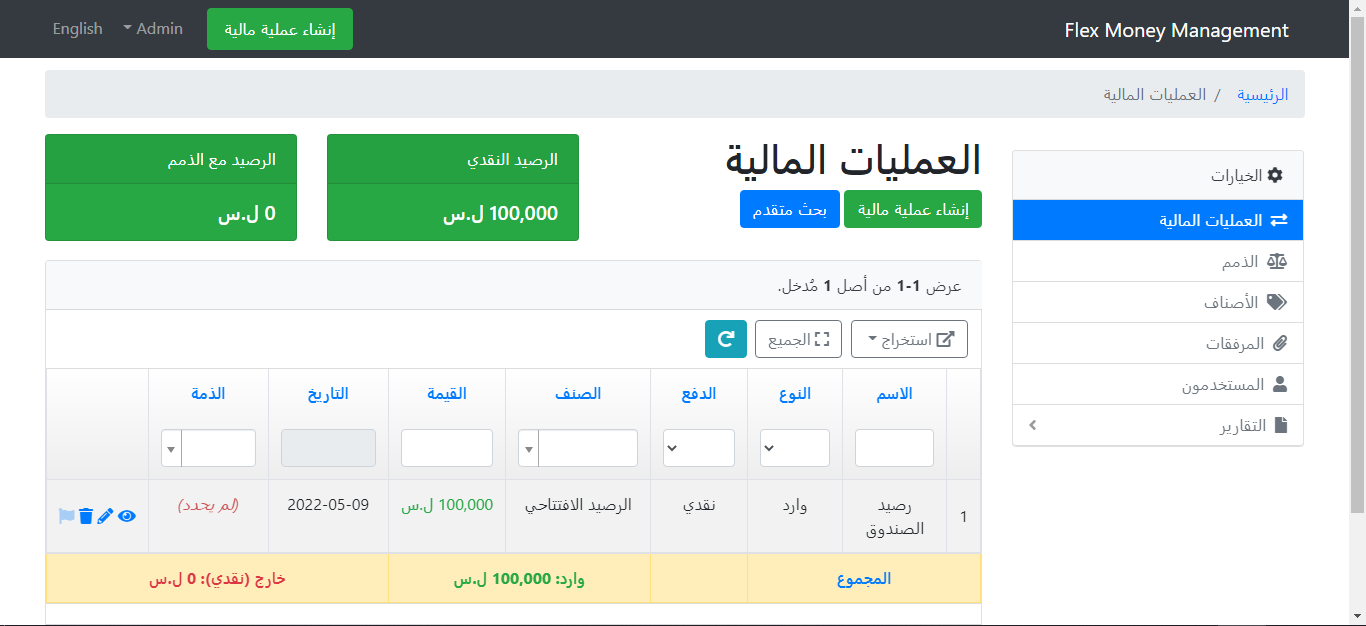 Flex Money Management
إنشاء عملية مالية
Admin
English
الرئيسية / العمليات المالية
الخيارات
العمليات المالية
الذمم
الأصناف
المرفقات
المستخدمون
التقارير
العمليات المالية
إنشاء عملية مالية
بحث متقدم
الرصيد النقدي
100,000 ل.س
الرصيد مع الذمم
0 ل.س
عرض 1-1 من أصل 1 مُدخل.
استخراج
الجميع
الاسم النوع الدفع الصنف القيمة التاريخ الذمة
1 رصيد الصندوق وارد نقدي الرصيد الافتتاحي 100,000 ل.س 2022-05-09 (لم يحدد)
المجموع وارد: 100,000 ل.س خارج (نقدي): 0 ل.س